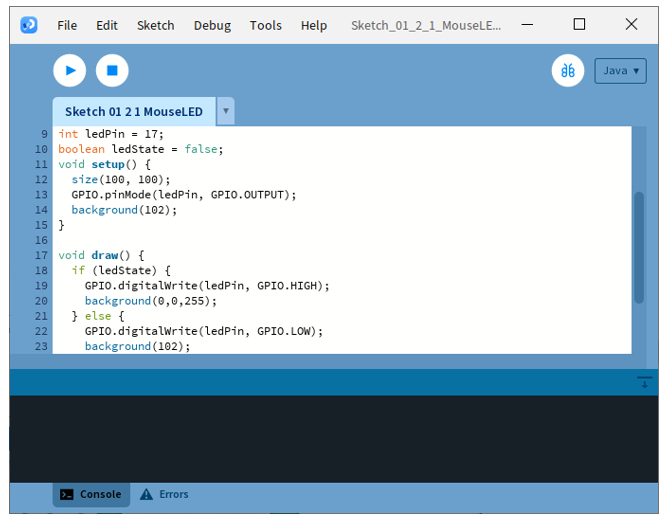 File Edit Sketch Debug Tools Help Sketch_01_2_1_MouseLE...
Java ▾
Sketch 01 2 1 MouseLED ▾
9 int ledPin = 17;
10 boolean ledState = false;
11 void setup() {
12   size(100, 100);
13   GPIO.pinMode(ledPin, GPIO.OUTPUT);
14   background(102);
15 }
16
17 void draw() {
18   if (ledState) {
19     GPIO.digitalWrite(ledPin, GPIO.HIGH);
20     background(0,0,255);
21   } else {
22     GPIO.digitalWrite(ledPin, GPIO.LOW);
23     background(102);
Console Errors